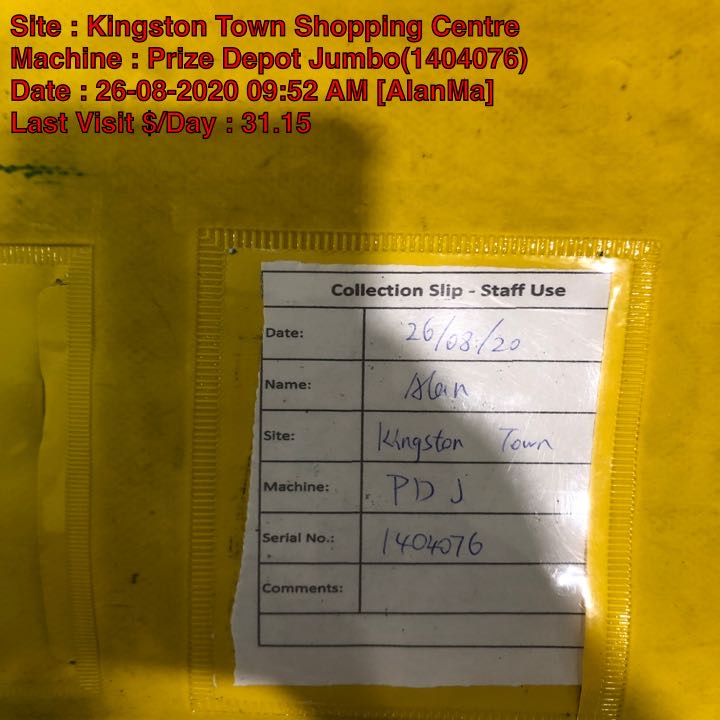 Site : Kingston Town Shopping Centre
Machine : Prize Depot Jumbo(1404076)
Date : 26-08-2020 09:52 AM [AlanMa]
Last Visit $/Day : 31.15
Collection Slip - Staff Use
Date: 26/08/20
Name: Alan
Site: Kingston Town
Machine: PDJ
Serial No.: 1404076
Comments: